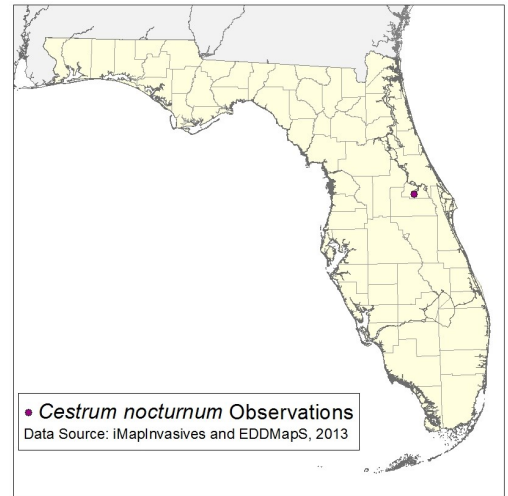 Cestrum nocturnum Observations
Data Source: iMapInvasives and EDDMapS, 2013